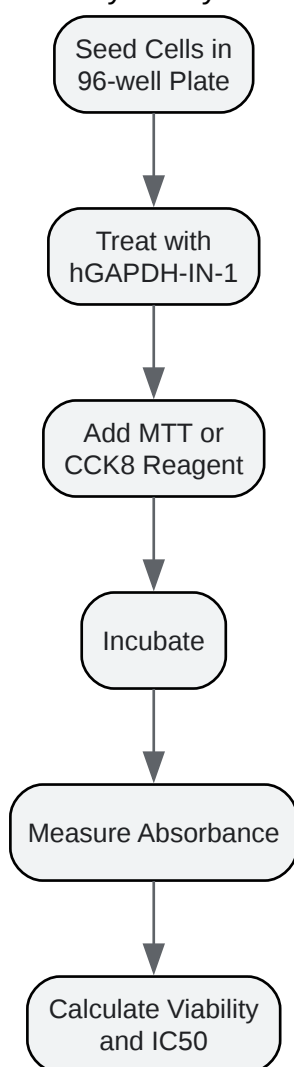 Seed Cells in
96-well Plate
Treat with
hGAPDH-IN-1
Add MTT or
CCK8 Reagent
Incubate
Measure Absorbance
Calculate Viability
and IC50